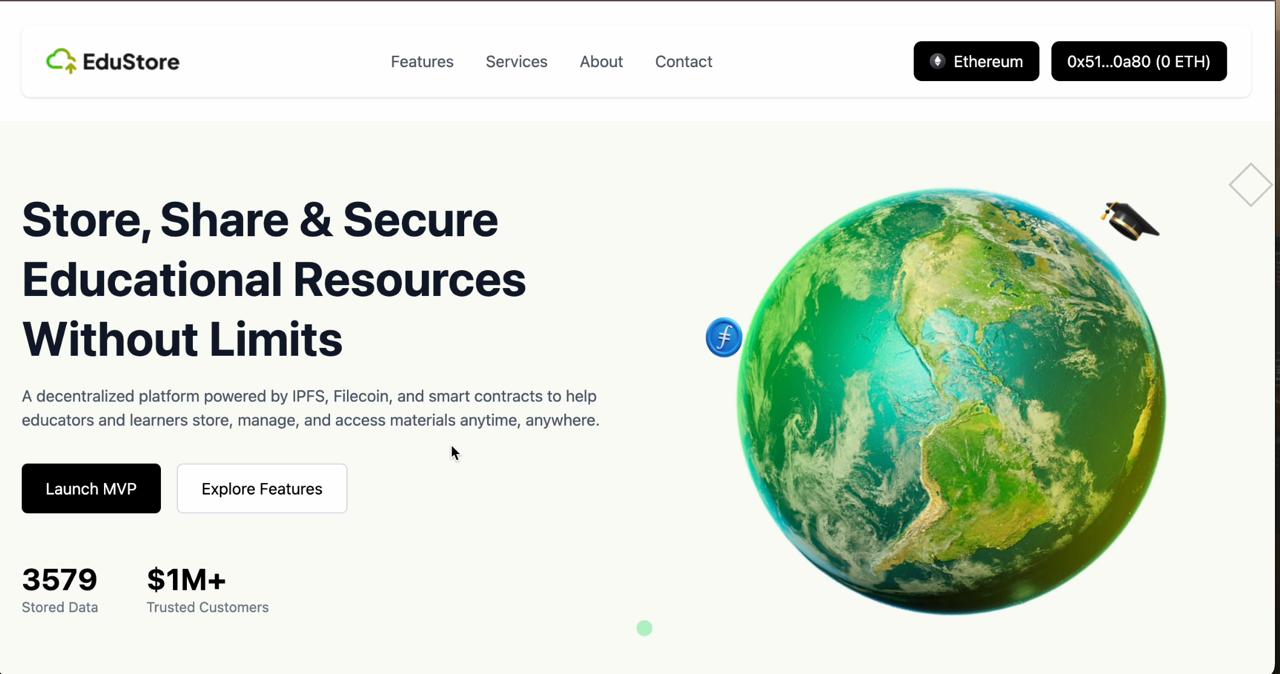 EduStore
Features
Services
About
Contact
Ethereum
0x51...0a80 (0 ETH)
Store, Share & Secure
Educational Resources
Without Limits
A decentralized platform powered by IPFS, Filecoin, and smart contracts to help
educators and learners store, manage, and access materials anytime, anywhere.
Launch MVP
Explore Features
3579
Stored Data
$1M+
Trusted Customers